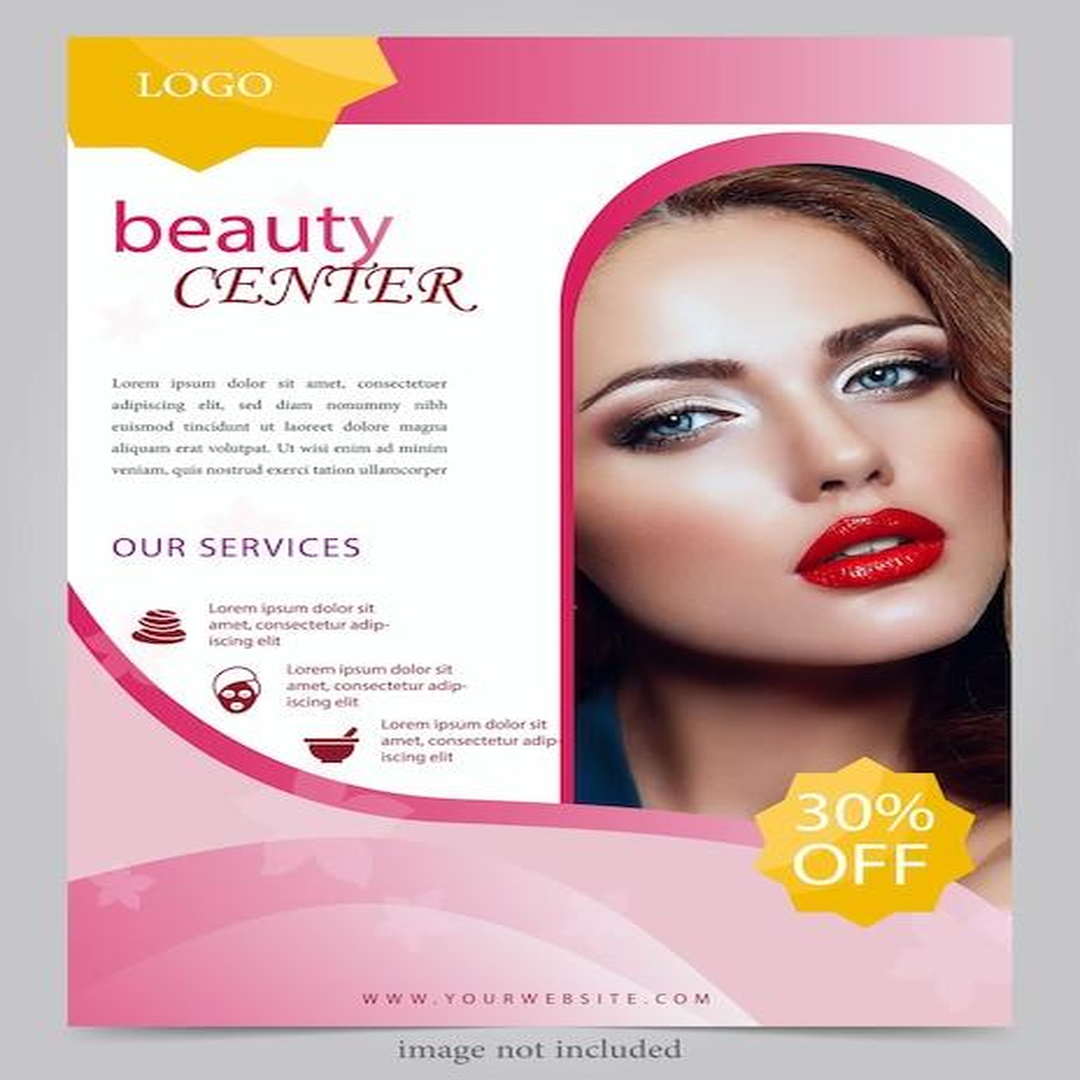 LOGO
beauty
CENTER
Lorem ipsum dolor sit amet, consectetuer
adipiscing elit, sed diam nonummy nibh
euismod tincidunt ut laoreet dolore magna
aliquam erat volutpat. Ut wisi enim ad minim
veniam, quis nostrud exerci tation ullamcorper
OUR SERVICES
Lorem ipsum dolor sit
amet, consectetur adip-
iscing elit
Lorem ipsum dolor sit
amet, consectetur adip-
iscing elit
Lorem ipsum dolor sit
amet, consectetur adip-
iscing elit
30%
OFF
WWW.YOURWEBSITE.COM
image not included